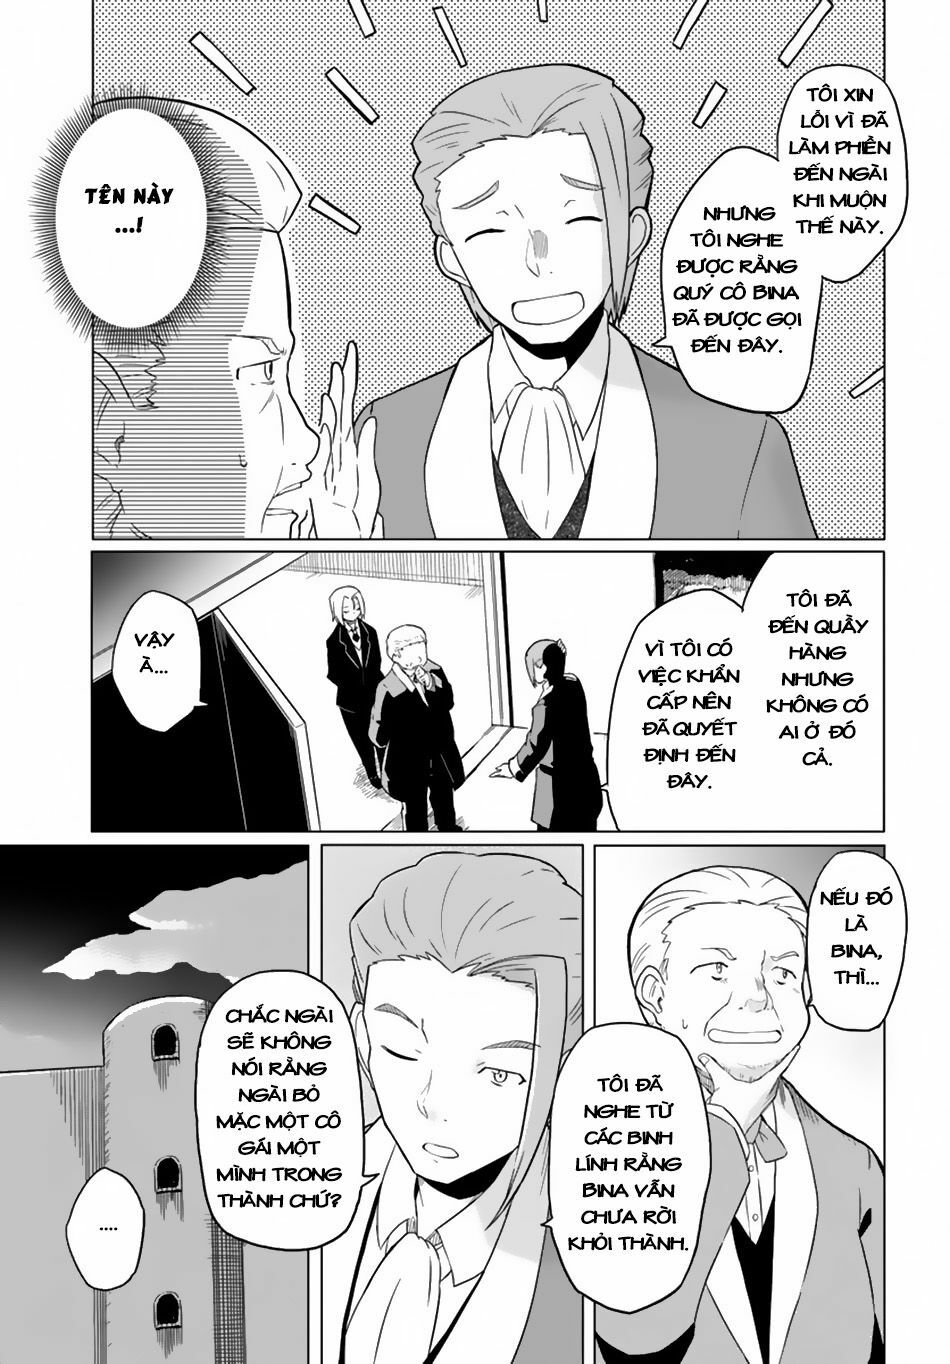 TÔI XIN
LỖI VÌ ĐÃ
LÀM PHIỀN
ĐẾN NGÀI
KHI MUỘN
THẾ NÀY.
NHƯNG
TÔI NGHE
ĐƯỢC RẰNG
QUÝ CÔ BINA
ĐÃ ĐƯỢC GỌI
ĐẾN ĐÂY.
TÊN NÀY
...!
TÔI ĐÃ
ĐẾN QUẦY
HÀNG
NHƯNG
KHÔNG CÓ
AI Ở ĐÓ
CẢ.
VÌ TÔI CÓ
VIỆC KHẨN
CẤP NÊN
ĐÃ QUYẾT
ĐỊNH ĐẾN
ĐÂY.
VẬY
À...
NẾU ĐÓ
LÀ
BINA,
THÌ...
TÔI ĐÃ
NGHE TỪ
CÁC BINH
LÍNH RẰNG
BINA VẪN
CHƯA RỜI
KHỎI THÀNH.
CHẮC NGÀI
SẼ KHÔNG
NÓI RẰNG
NGÀI BỎ
MẶC MỘT CÔ
GÁI MỘT
MÌNH TRONG
THÀNH CHỨ?
....